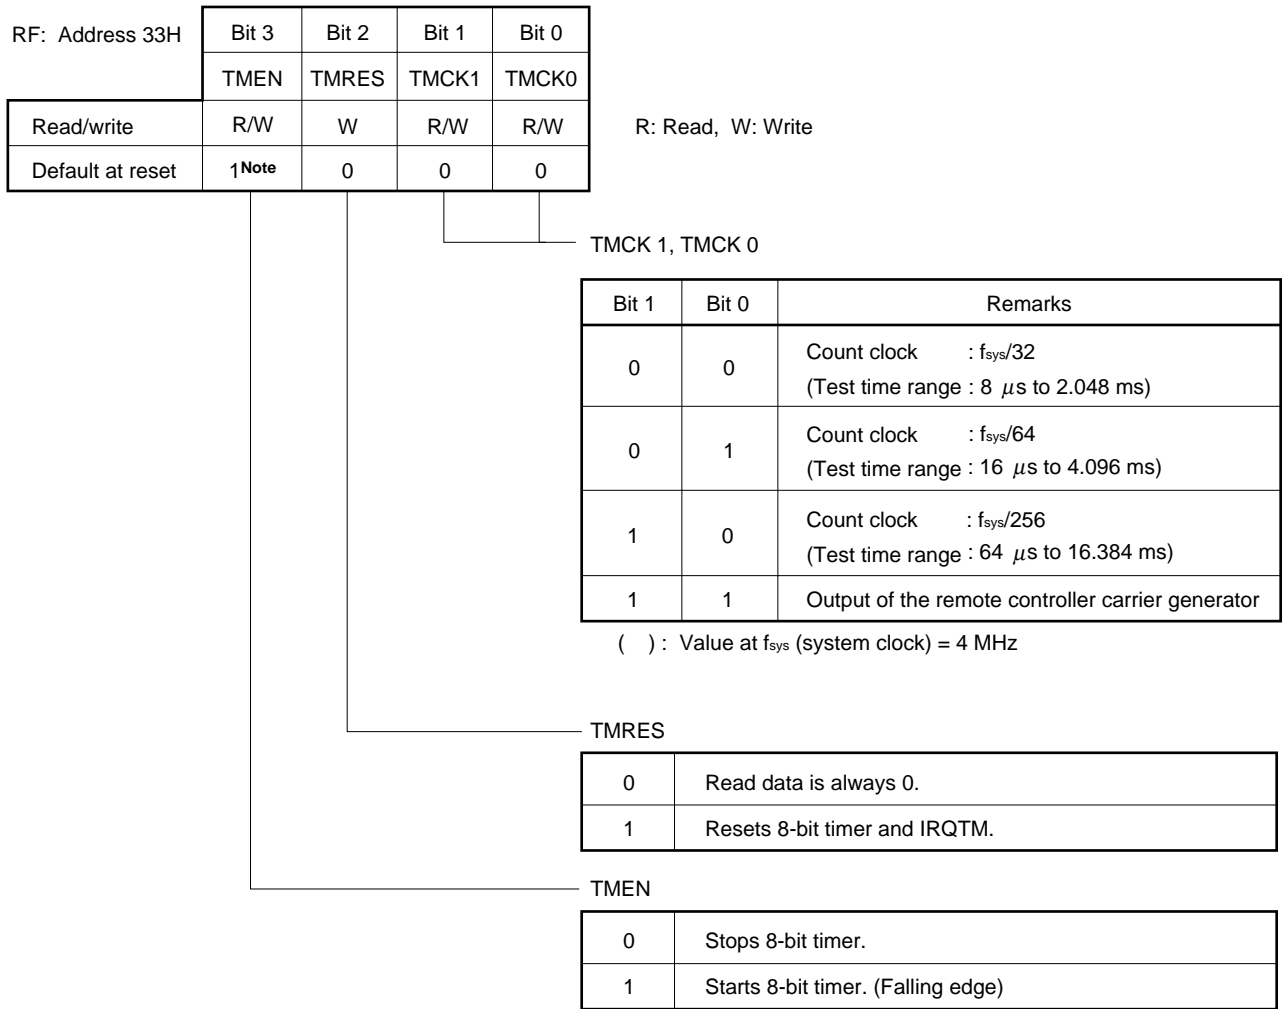 RF: Address 33H Bit 3 Bit 2 Bit 1 Bit 0
TMEN TMRES TMCK1 TMCK0
Read/write R/W W R/W R/W R: Read, W: Write
Default at reset 1Note 0 0 0
TMCK 1, TMCK 0
Bit 1 Bit 0 Remarks
0 0 Count clock : fsys/32
(Test time range : 8 μs to 2.048 ms)
0 1 Count clock : fsys/64
(Test time range : 16 μs to 4.096 ms)
1 0 Count clock : fsys/256
(Test time range : 64 μs to 16.384 ms)
1 1 Output of the remote controller carrier generator
( ) : Value at fsys (system clock) = 4 MHz
TMRES
0 Read data is always 0.
1 Resets 8-bit timer and IRQTM.
TMEN
0 Stops 8-bit timer.
1 Starts 8-bit timer. (Falling edge)